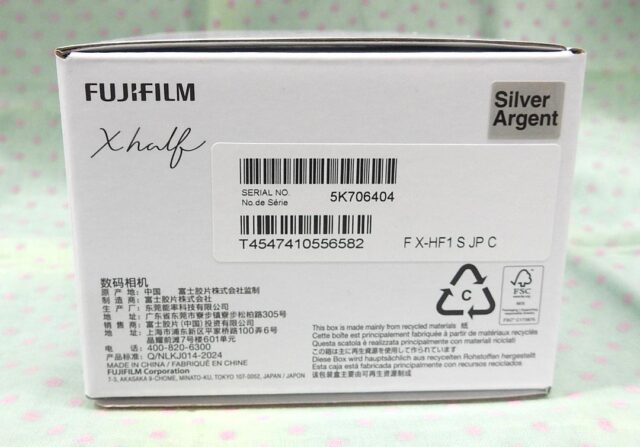 FUJIFILM
X half
Silver
Argent
SERIAL NO.
No.de Série
5K706404
T4547410556582
F X-HF1 S JP C
数码相机
原产地: 中国 富士胶片株式会社监制
制造商: 富士胶片株式会社
生产厂: 东莞能率科技有限公司
地址: 广东省东莞市寮步镇寮步松柏路305号
销售商: 富士胶片(中国)投资有限公司
地址: 上海市浦东新区平家桥路100弄6号
晶耀前滩7号楼601单元
电话: 400-820-6300
产品标准: Q/NLKJ014-2024
MADE IN CHINA / FABRIQUÉ EN CHINE
FUJIFILM Corporation
7-3, AKASAKA 9-CHOME, MINATO-KU, TOKYO 107-0052, JAPAN / JAPON
C
FSC
MIX
This box is made mainly from recycled materials 紙
Cette boîte est principalement fabriquée à partir de matériaux recyclés
Questa scatola è realizzata principalmente con materiali riciclati
この箱は主に再生資源を使用しています
Diese Box wird hauptsächlich aus recycelten Rohstoffen hergestellt
Esta caja está fabricada principalmente con recursos reciclados
该包装盒主要由可再生资源制成